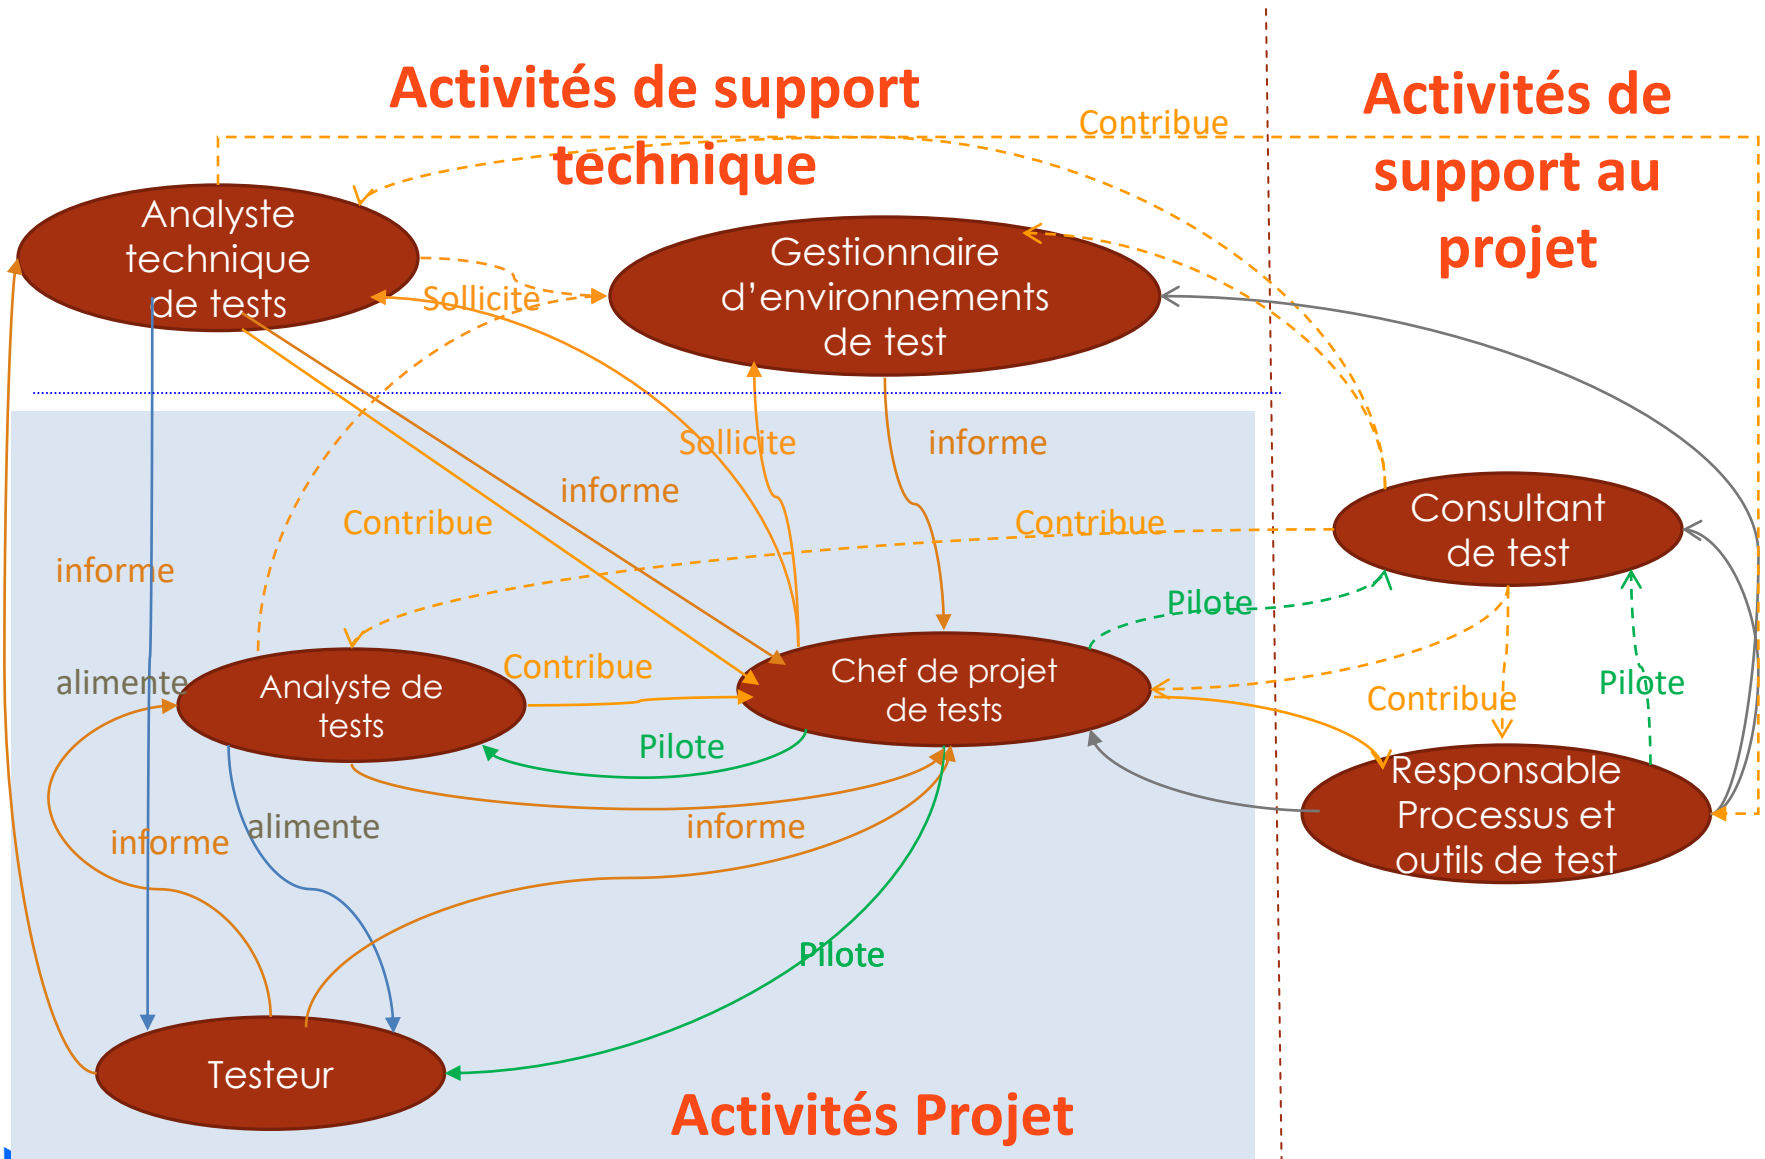 Activités de support
technique
Activités de
support au
projet
Contribue
Analyste
technique
de tests
Sollicite
Gestionnaire
d’environnements
de test
Sollicite
informe
informe
Contribue
Contribue
Consultant
de test
informe
Pilote
alimente
Analyste de
tests
Contribue
Chef de projet
de tests
Contribue
Pilote
Pilote
Responsable
Processus et
outils de test
informe
alimente
informe
Pilote
Testeur
Activités Projet